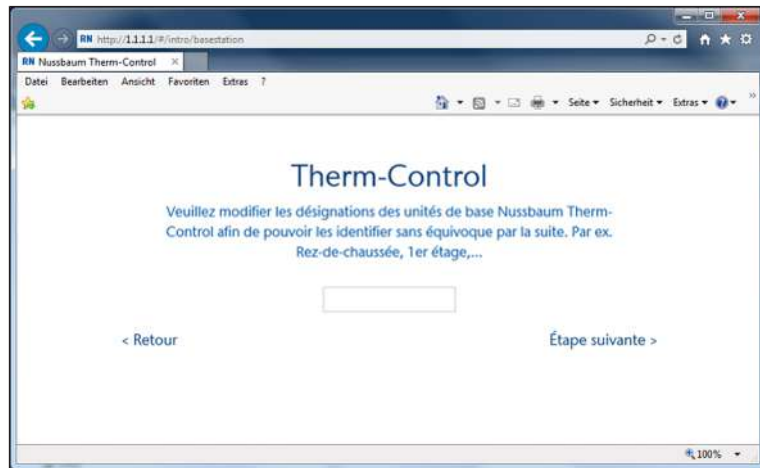 RN http://1.1.1.1/#/intro/basestation
RN Nussbaum Therm-Control ×
Datei Bearbeiten Ansicht Favoriten Extras ?
Seite Sicherheit Extras
Therm-Control
Veuillez modifier les désignations des unités de base Nussbaum Therm-
Control afin de pouvoir les identifier sans équivoque par la suite. Par ex.
Rez-de-chaussée, 1er étage,...
< Retour
Étape suivante >
100%